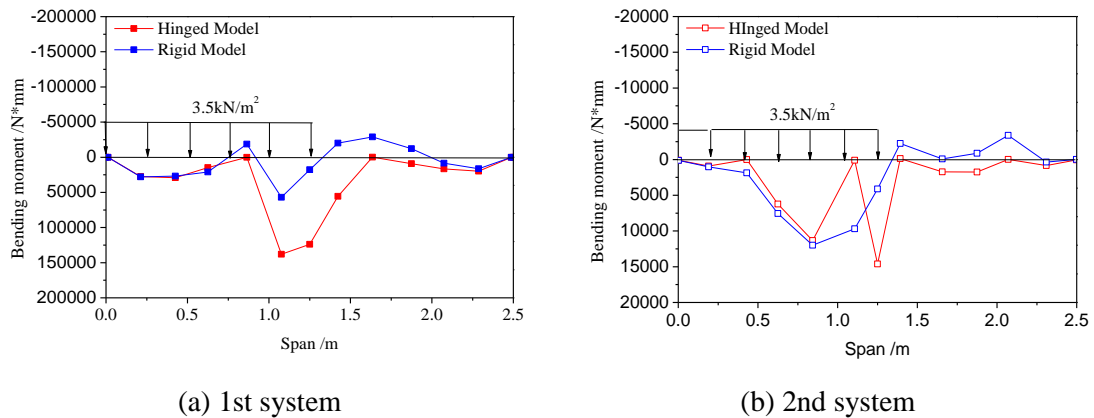 -200000
-150000
-100000
-50000
0
50000
100000
150000
200000
Bending moment /N*mm
Hinged Model
Rigid Model
3.5kN/m²
0.0 0.5 1.0 1.5 2.0 2.5
Span /m
(a) 1st system
-20000
-15000
-10000
-5000
0
5000
10000
15000
20000
Bending moment /N*mm
HInged Model
Rigid Model
3.5kN/m²
0.0 0.5 1.0 1.5 2.0 2.5
Span /m
(b) 2nd system